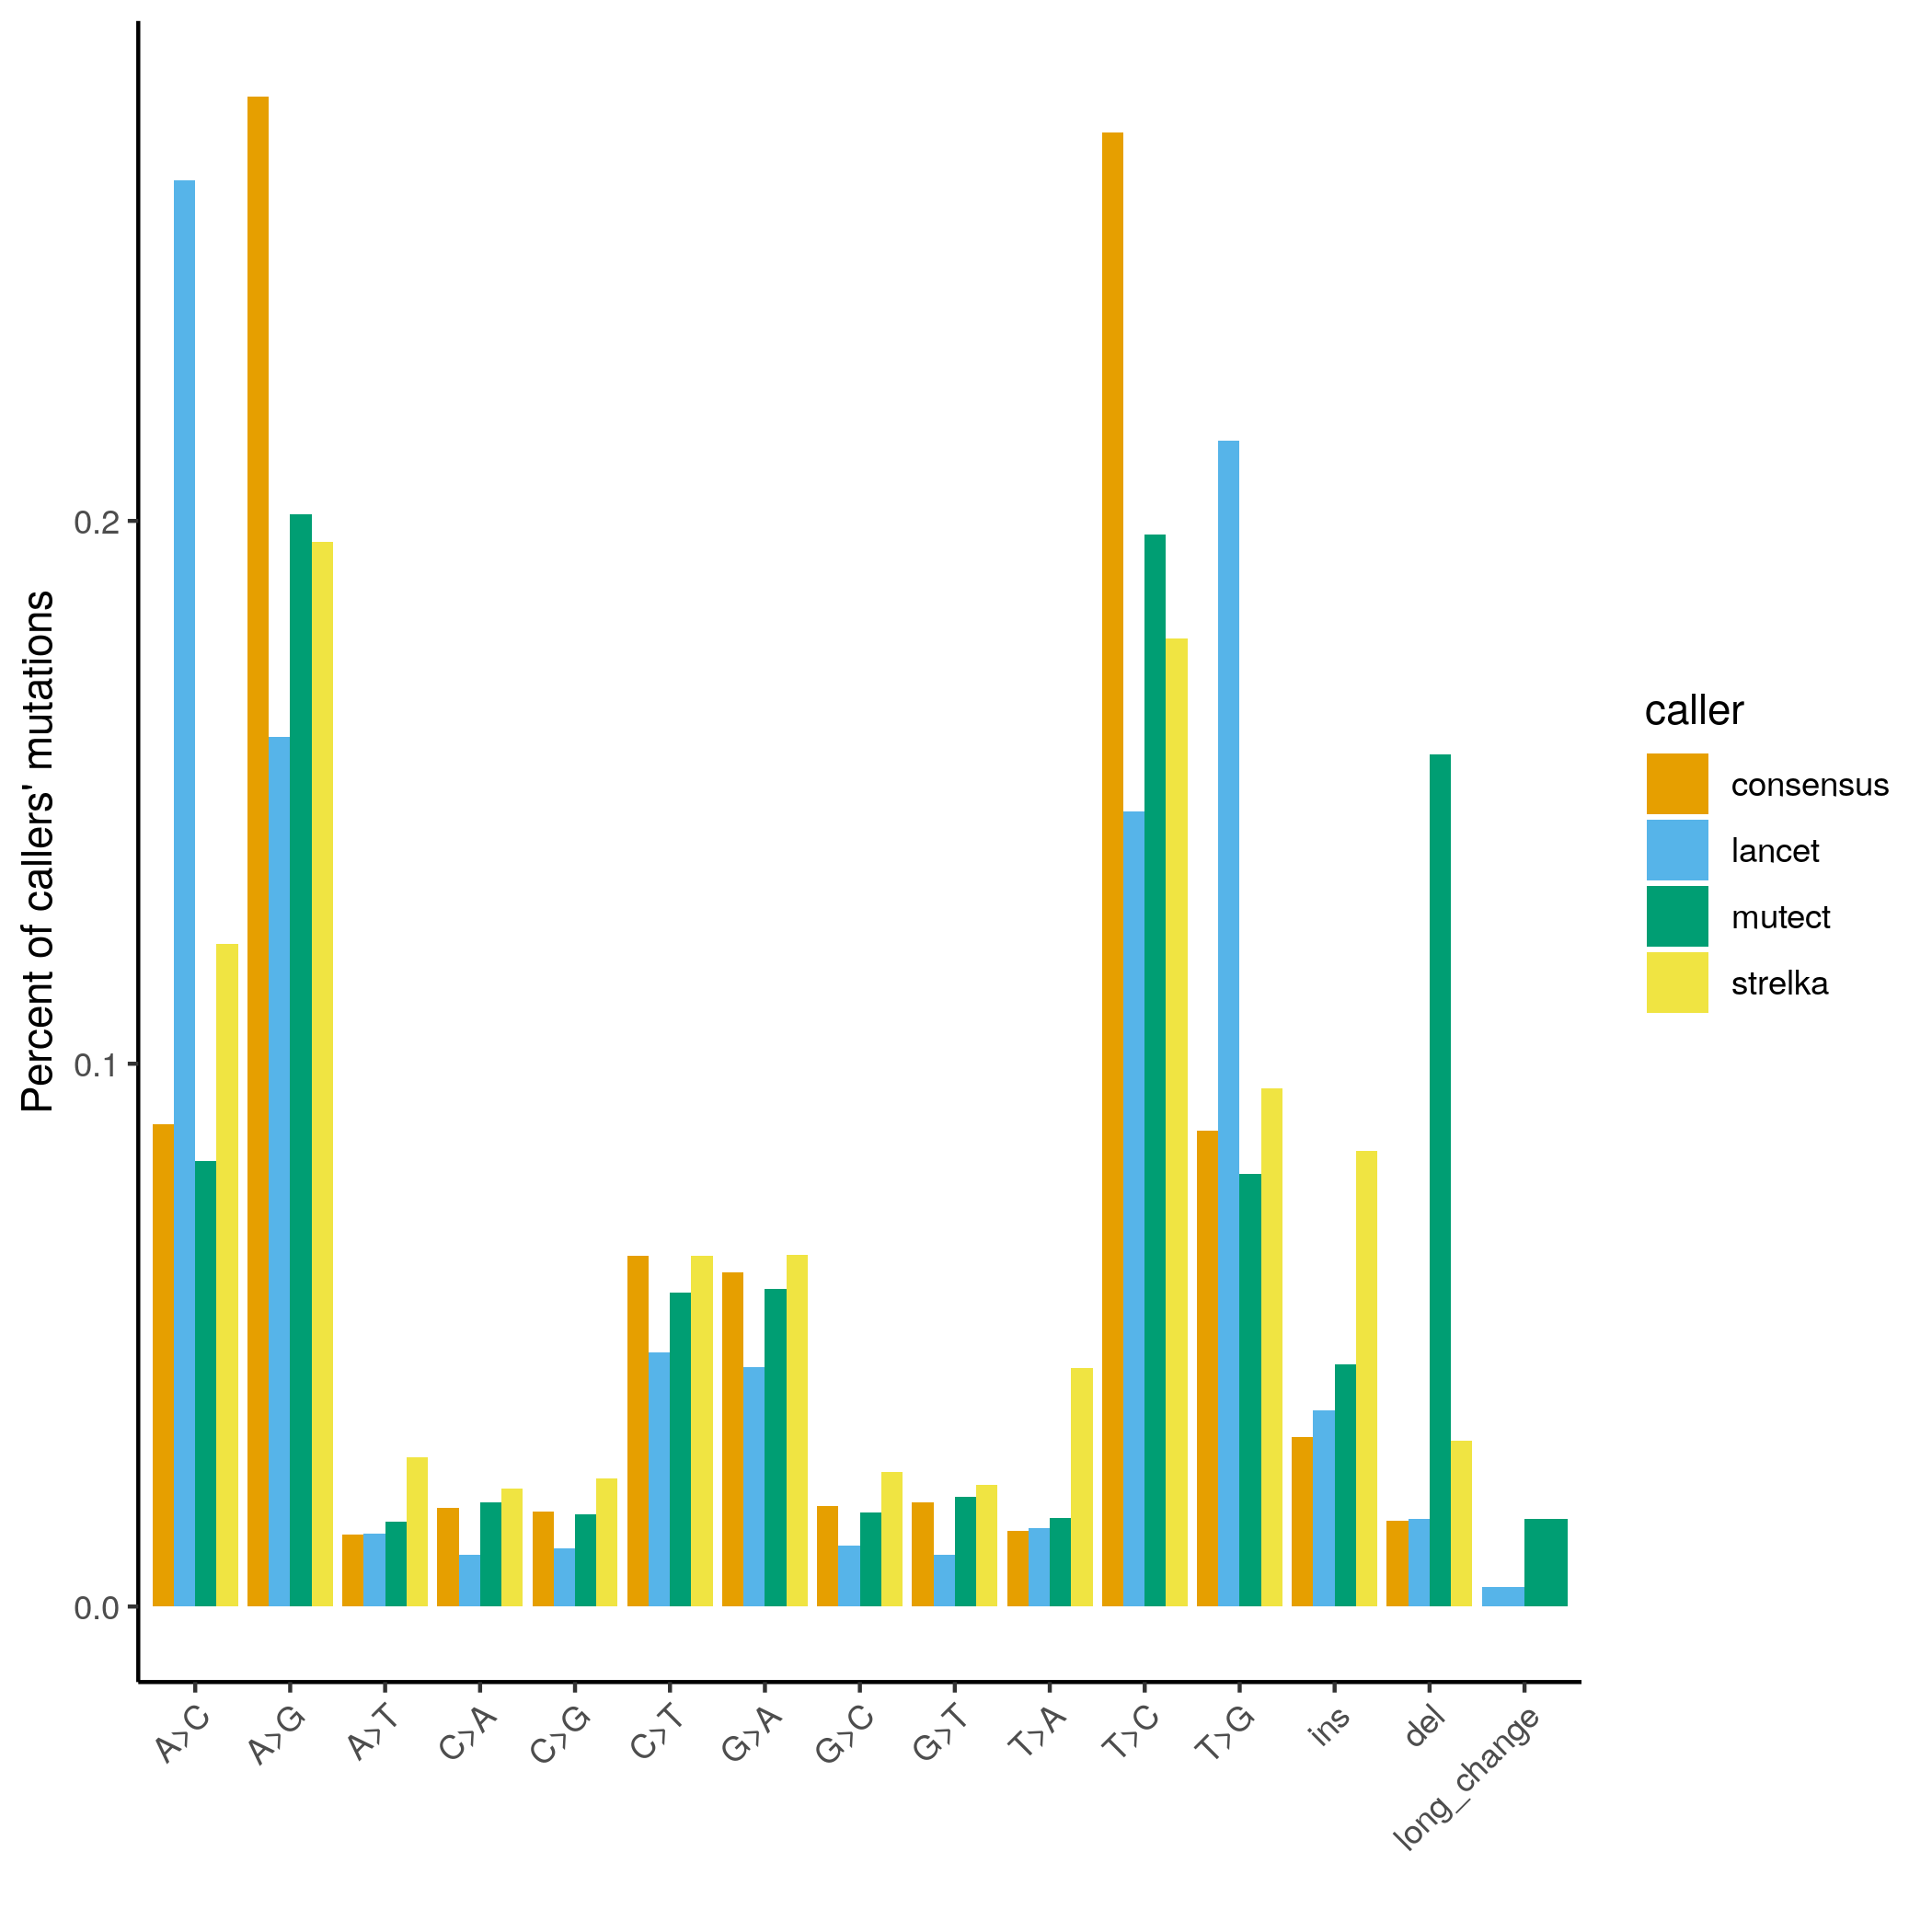 Percent of callers' mutations
0.2
0.1
0.0
A>C
A>G
A>T
C>A
C>G
C>T
G>A
G>C
G>T
T>A
T>C
T>G
ins
del
long_change
caller
consensus
lancet
mutect
strelka